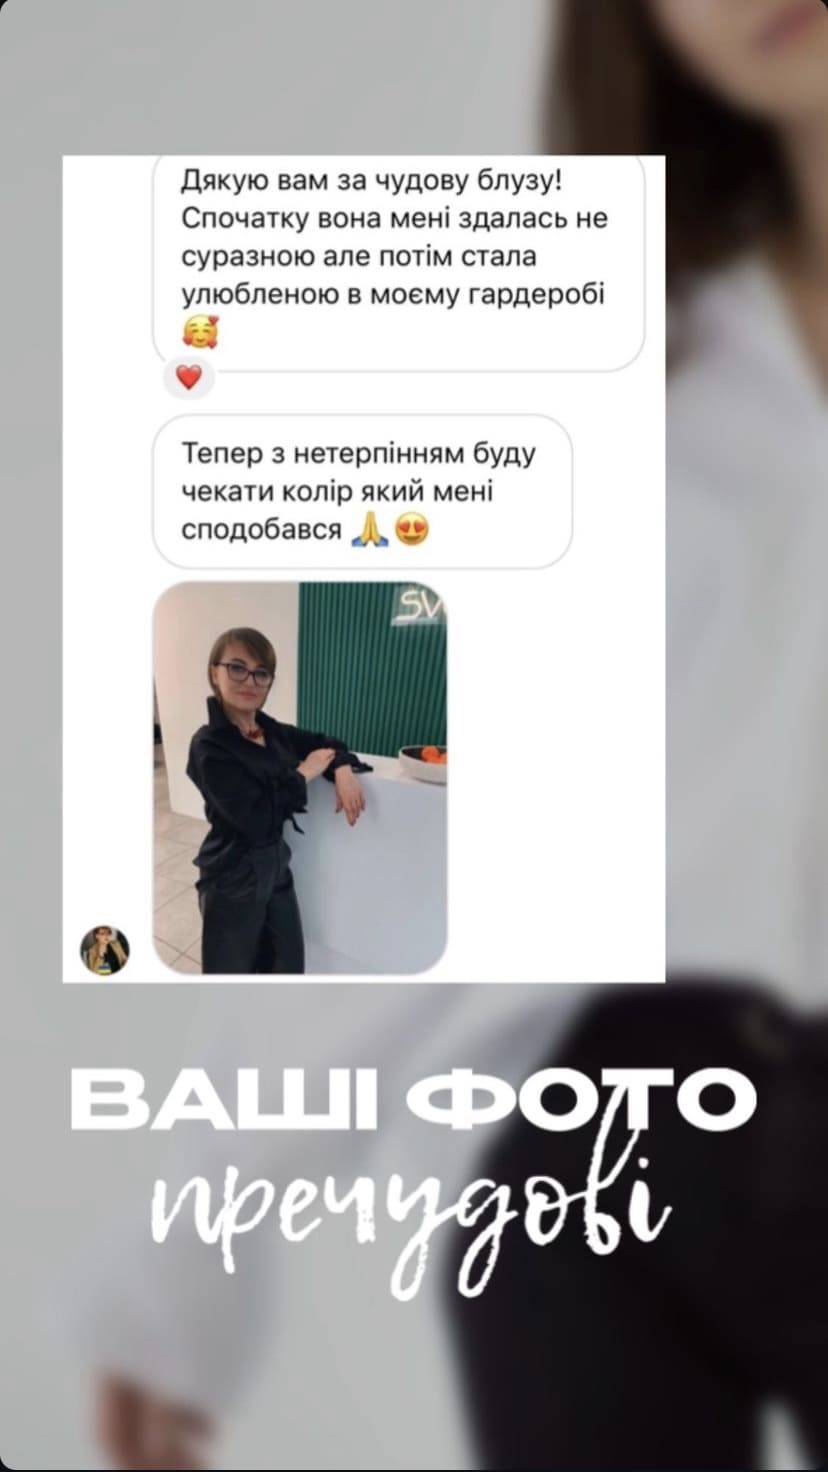 Дякую вам за чудову блузу!
Спочатку вона мені здалась не
суразною але потім стала
улюбленою в моєму гардеробі
🥰
❤️
Тепер з нетерпінням буду
чекати колір який мені
сподобався 🙏😍
SV
ВАШІ ФОТО
пречудові